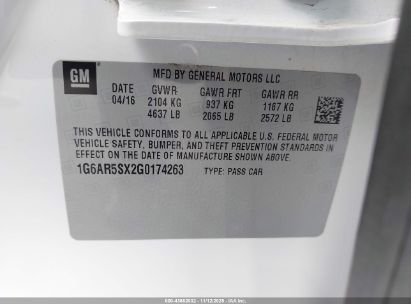 GM
MFD BY GENERAL MOTORS LLC
DATE GVWR GAWR FRT GAWR RR
04/16 2104 KG 937 KG 1167 KG
4637 LB 2065 LB 2572 LB
THIS VEHICLE CONFORMS TO ALL APPLICABLE U.S. FEDERAL MOTOR
VEHICLE SAFETY, BUMPER, AND THEFT PREVENTION STANDARDS
IN EFFECT ON THE DATE OF MANUFACTURE SHOWN ABOVE.
1G6AR5SX2G0174263 TYPE: PASS CAR